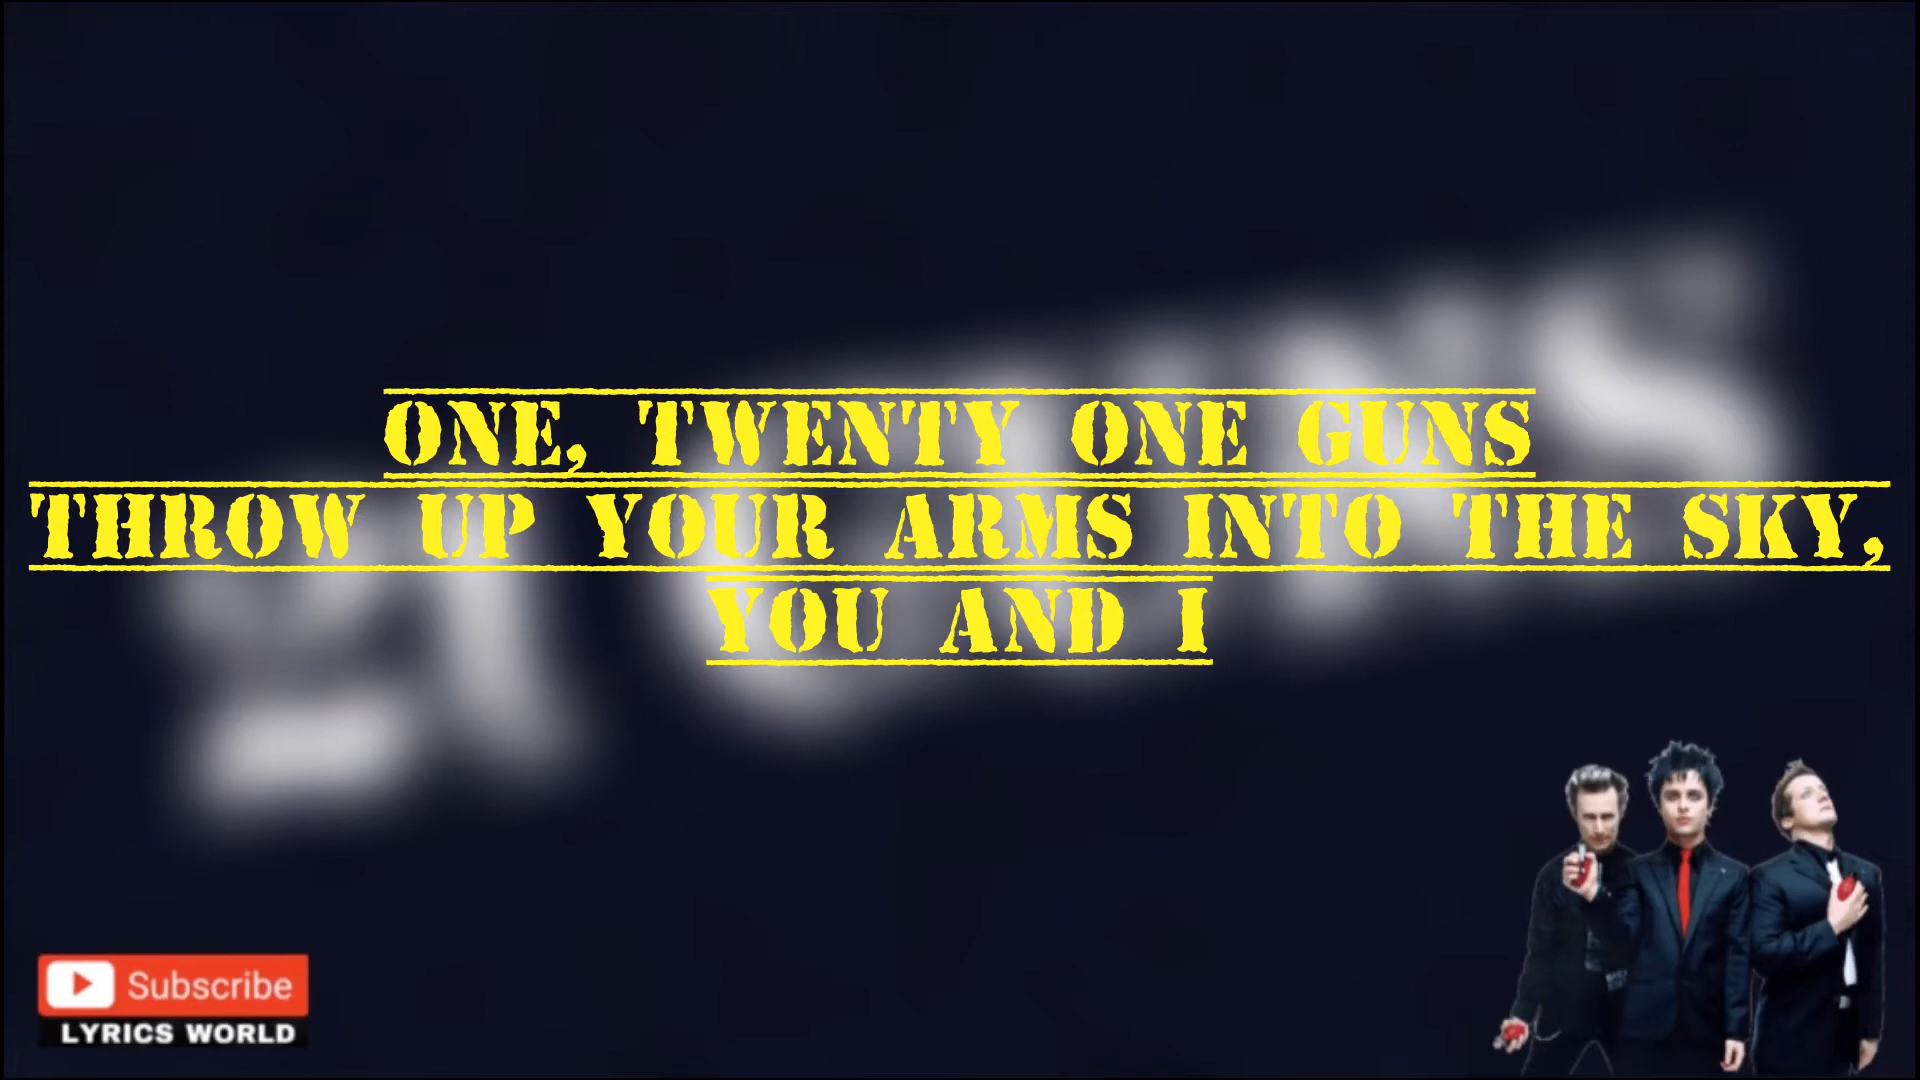 ONE, TWENTY ONE GUNS
THROW UP YOUR ARMS INTO THE SKY,
YOU AND I
Subscribe
LYRICS WORLD